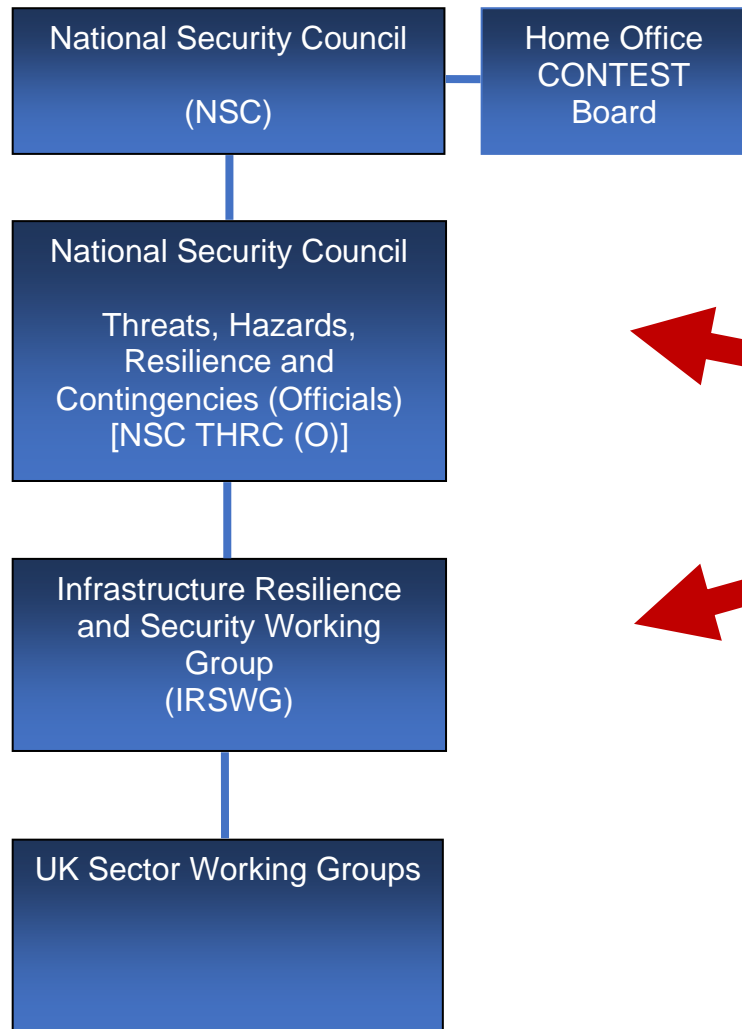 National Security Council
(NSC)
Home Office
CONTEST
Board
National Security Council
Threats, Hazards,
Resilience and
Contingencies (Officials)
[NSC THRC (O)]
Infrastructure Resilience
and Security Working
Group
(IRSWG)
UK Sector Working Groups